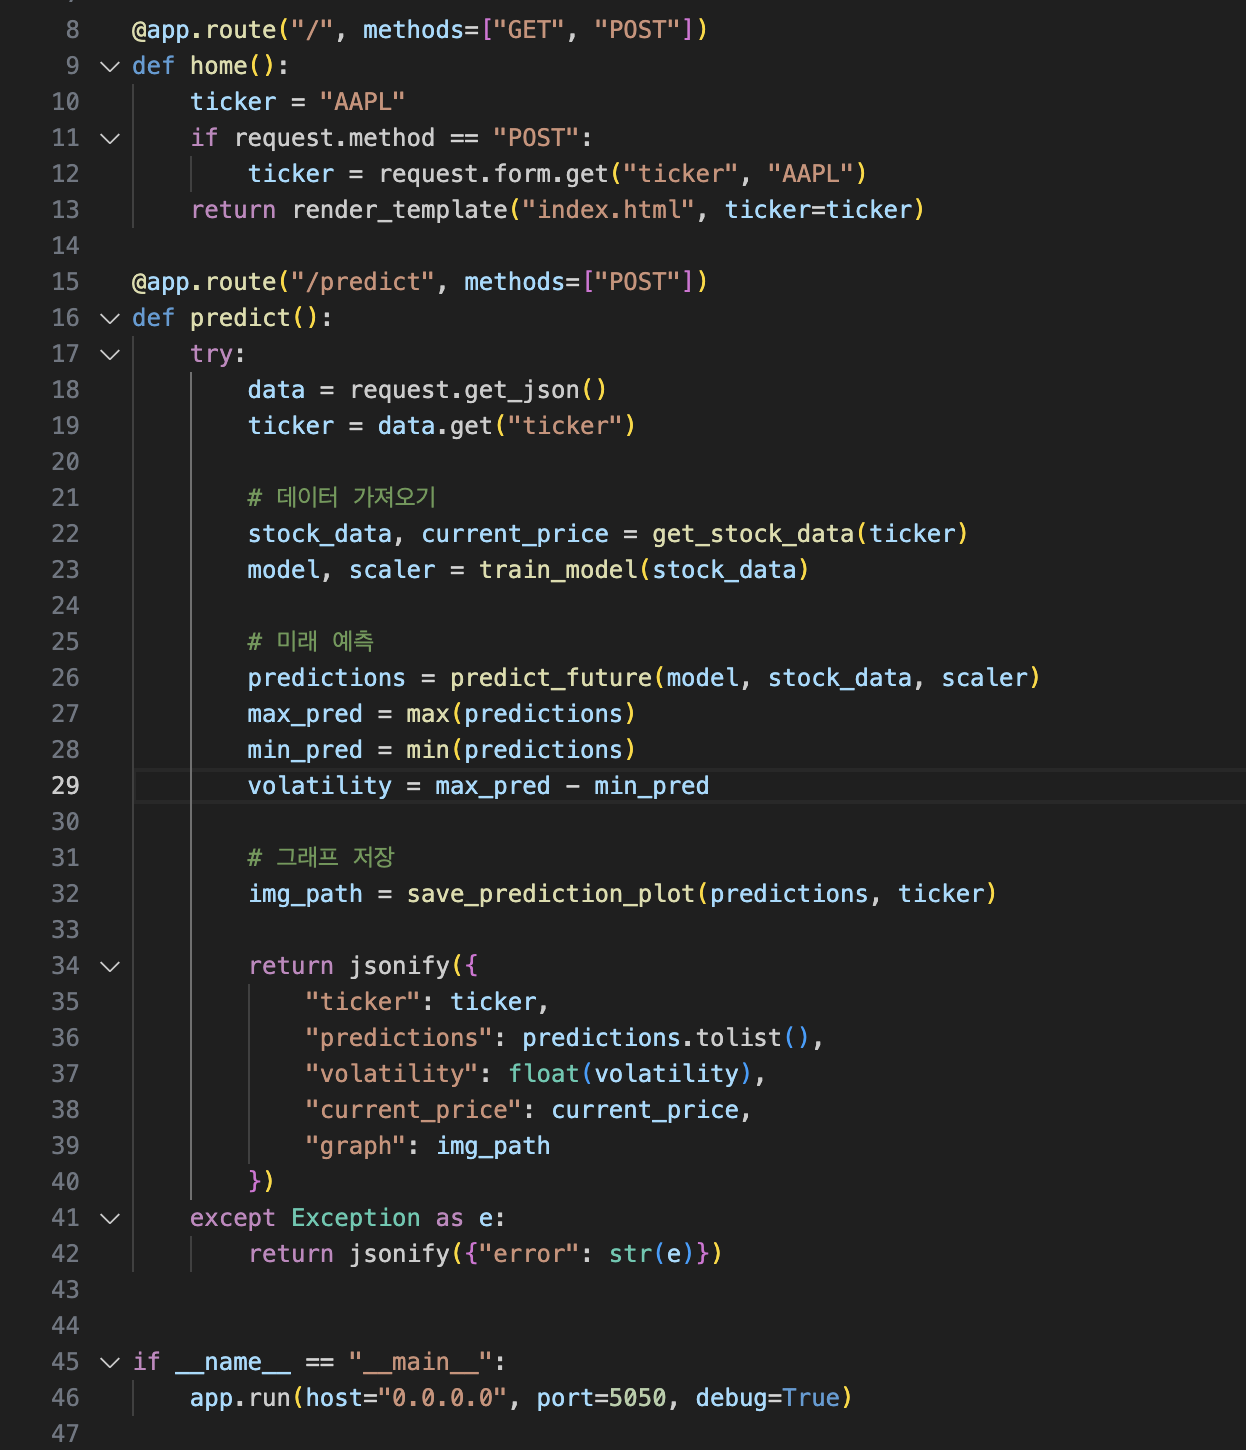 8 @app.route("/", methods=["GET", "POST"])
9 def home():
10 ticker = "AAPL"
11 if request.method == "POST":
12 ticker = request.form.get("ticker", "AAPL")
13 return render_template("index.html", ticker=ticker)
14
15 @app.route("/predict", methods=["POST"])
16 def predict():
17 try:
18 data = request.get_json()
19 ticker = data.get("ticker")
20
21 # 데이터 가져오기
22 stock_data, current_price = get_stock_data(ticker)
23 model, scaler = train_model(stock_data)
24
25 # 미래 예측
26 predictions = predict_future(model, stock_data, scaler)
27 max_pred = max(predictions)
28 min_pred = min(predictions)
29 volatility = max_pred - min_pred
30
31 # 그래프 저장
32 img_path = save_prediction_plot(predictions, ticker)
33
34 return jsonify({
35 "ticker": ticker,
36 "predictions": predictions.tolist(),
37 "volatility": float(volatility),
38 "current_price": current_price,
39 "graph": img_path
40 })
41 except Exception as e:
42 return jsonify({"error": str(e)})
43
44
45 if __name__ == "__main__":
46 app.run(host="0.0.0.0", port=5050, debug=True)
47